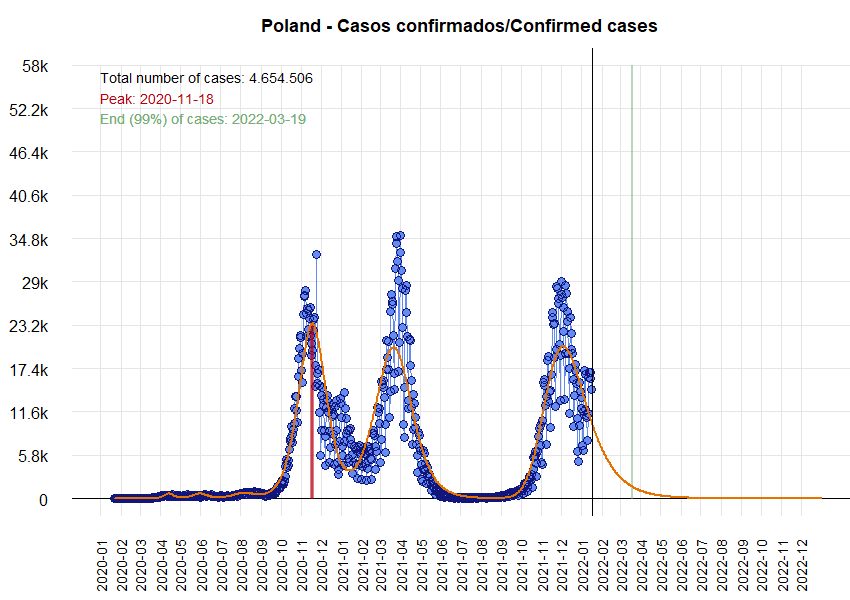 Poland - Casos confirmados/Confirmed cases
58k
Total number of cases: 4.654.506
Peak: 2020-11-18
End (99%) of cases: 2022-03-19
52.2k
46.4k
40.6k
34.8k
29k
23.2k
17.4k
11.6k
5.8k
0
2020-01
2020-02
2020-03
2020-04
2020-05
2020-06
2020-07
2020-08
2020-09
2020-10
2020-11
2020-12
2021-01
2021-02
2021-03
2021-04
2021-05
2021-06
2021-07
2021-08
2021-09
2021-10
2021-11
2021-12
2022-01
2022-02
2022-03
2022-04
2022-05
2022-06
2022-07
2022-08
2022-09
2022-10
2022-11
2022-12